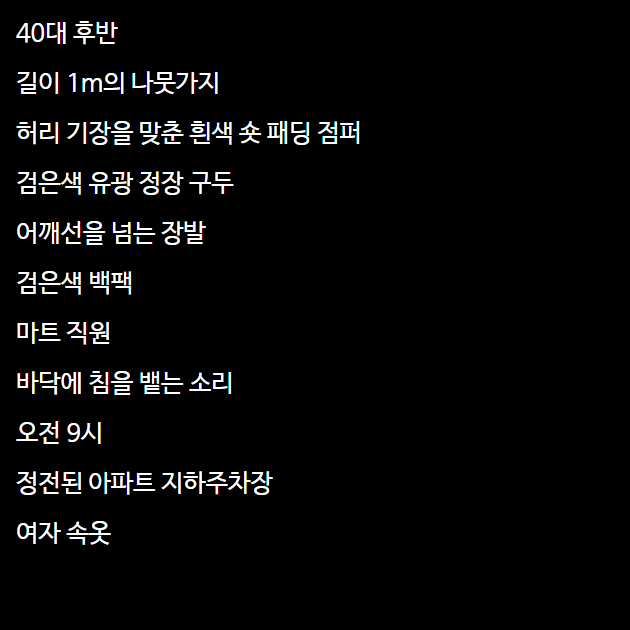 40대 후반
길이 1m의 나뭇가지
허리 기장을 맞춘 흰색 숏 패딩 점퍼
검은색 유광 정장 구두
어깨선을 넘는 장발
검은색 백팩
마트 직원
바닥에 침을 뱉는 소리
오전 9시
정전된 아파트 지하주차장
여자 속옷